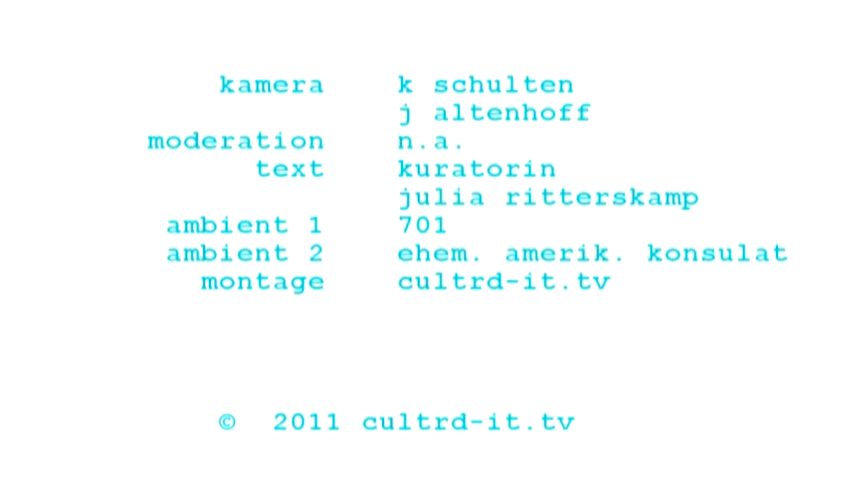 kamera k schulten
j altenhoff
moderation n.a.
text kuratorin
julia ritterskamp
ambient 1 701
ambient 2 ehem. amerik. konsulat
montage cultrd-it.tv
© 2011 cultrd-it.tv